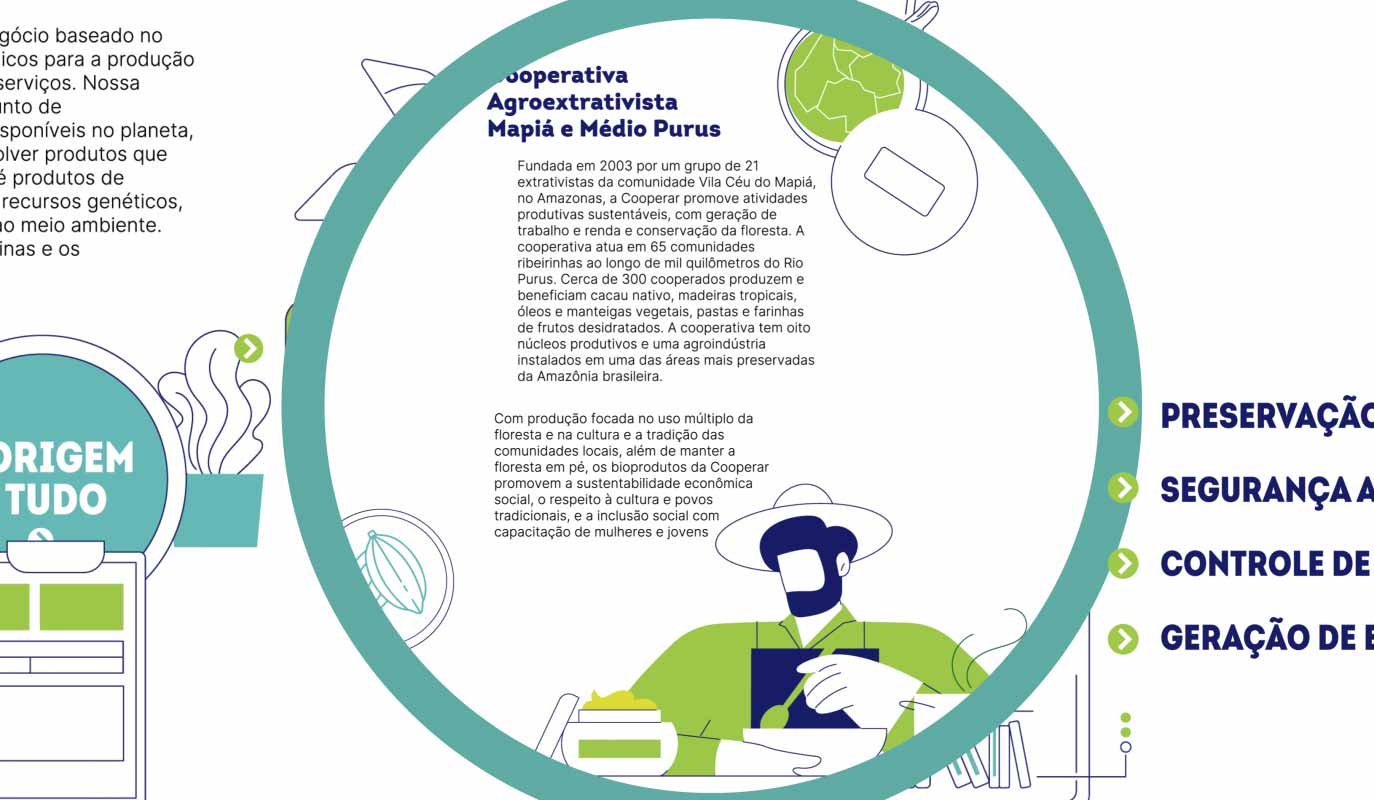 gócio baseado no
icos para a produção
serviços. Nossa
unto de
isponíveis no planeta,
olver produtos que
é produtos de
recursos genéticos,
ao meio ambiente.
inas e os
ORIGEM
TUDO
Cooperativa
Agroextrativista
Mapiá e Médio Purus
Fundada em 2003 por um grupo de 21
extrativistas da comunidade Vila Céu do Mapiá,
no Amazonas, a Cooperar promove atividades
produtivas sustentáveis, com geração de
trabalho e renda e conservação da floresta. A
cooperativa atua em 65 comunidades
ribeirinhas ao longo de mil quilômetros do Rio
Purus. Cerca de 300 cooperados produzem e
beneficiam cacau nativo, madeiras tropicais,
óleos e manteigas vegetais, pastas e farinhas
de frutos desidratados. A cooperativa tem oito
núcleos produtivos e uma agroindústria
instalados em uma das áreas mais preservadas
da Amazônia brasileira.
Com produção focada no uso múltiplo da
floresta e na cultura e a tradição das
comunidades locais, além de manter a
floresta em pé, os bioprodutos da Cooperar
promovem a sustentabilidade econômica
social, o respeito à cultura e povos
tradicionais, e a inclusão social com
capacitação de mulheres e jovens
PRESERVAÇÃO
SEGURANÇA A
CONTROLE DE
GERAÇÃO DE E